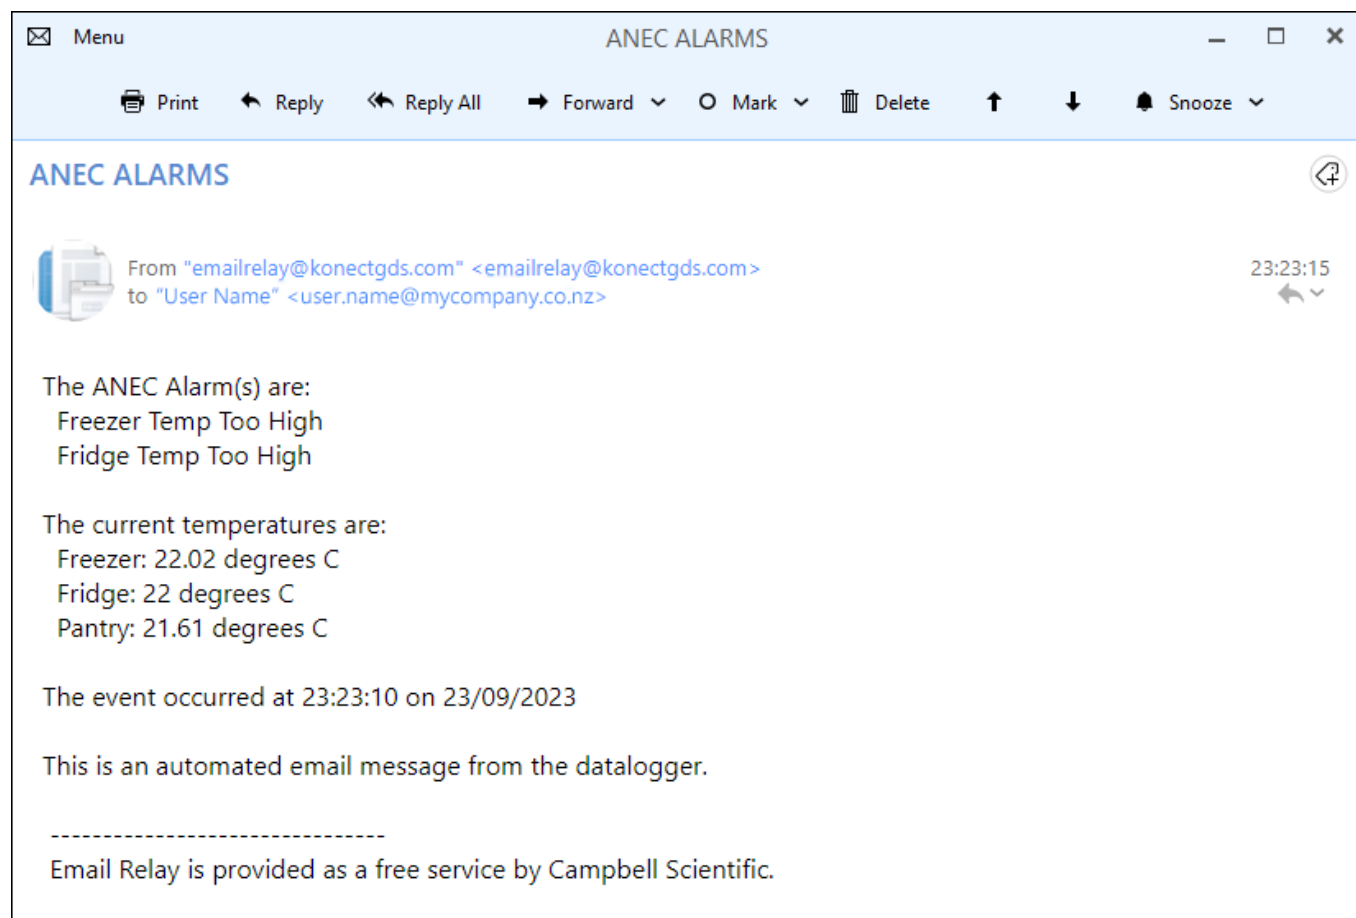 Menu ANEC ALARMS
Print Reply Reply All Forward Mark Delete Snooze
ANEC ALARMS
From "emailrelay@konectgds.com" <emailrelay@konectgds.com> 23:23:15
to "User Name" <user.name@mycompany.co.nz>
The ANEC Alarm(s) are:
Freezer Temp Too High
Fridge Temp Too High
The current temperatures are:
Freezer: 22.02 degrees C
Fridge: 22 degrees C
Pantry: 21.61 degrees C
The event occurred at 23:23:10 on 23/09/2023
This is an automated email message from the datalogger.
--------------------------------
Email Relay is provided as a free service by Campbell Scientific.